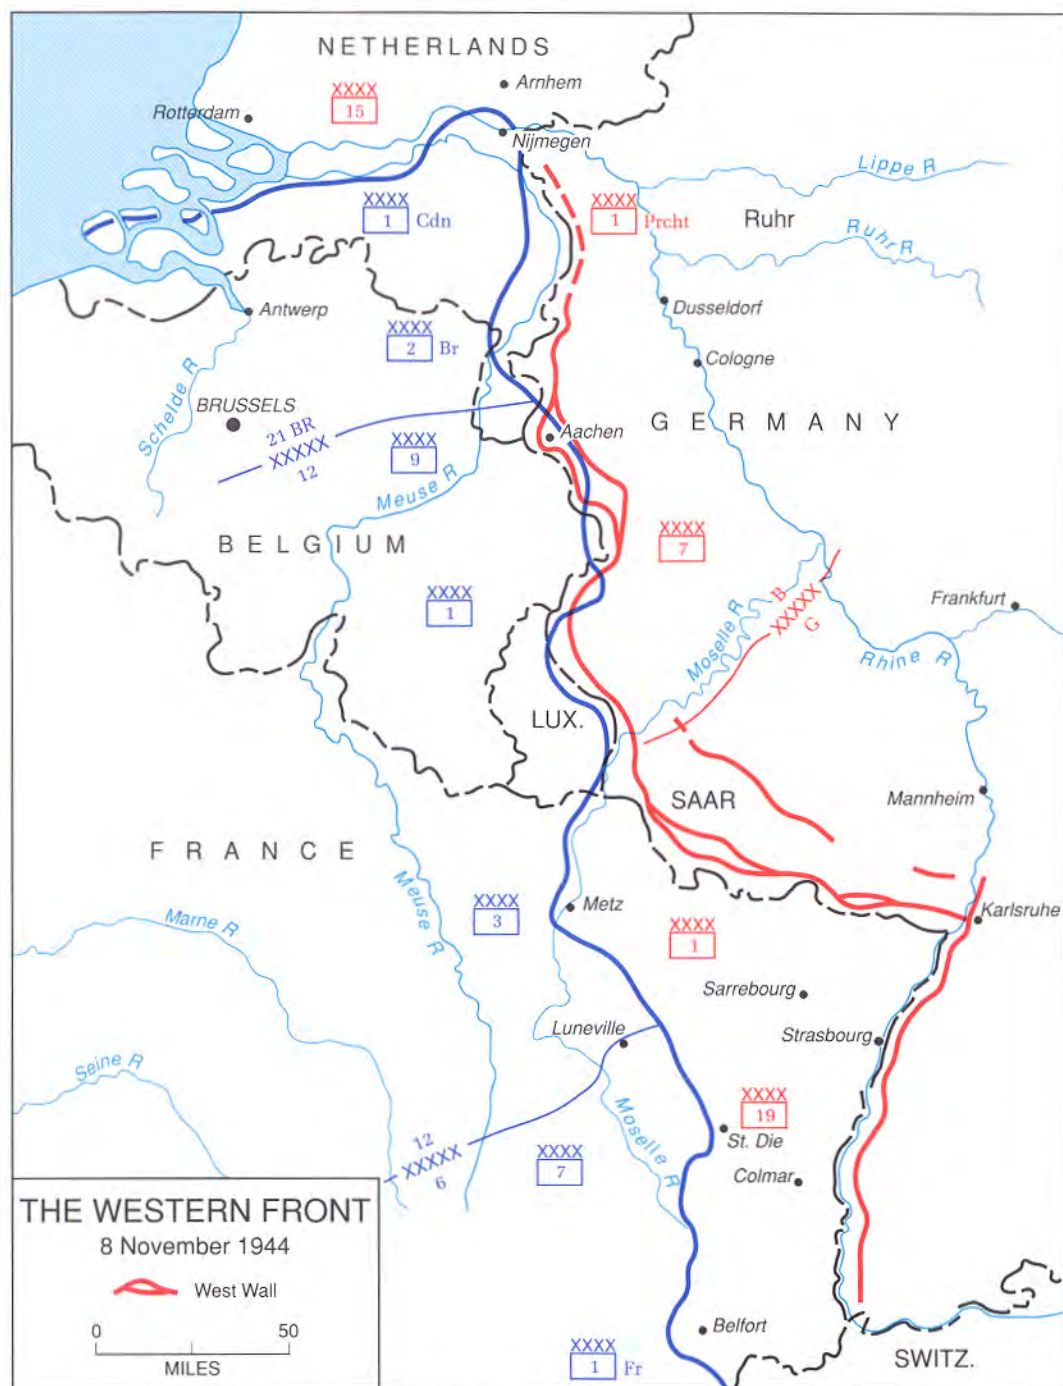 NETHERLANDS
Arnhem
XXXX
15
Rotterdam
Nijmegen
Lippe R
XXXX
1 Cdn
XXXX
1 Prcht
Ruhr
Ruhr R
Antwerp
Dusseldorf
XXXX
2 Br
Cologne
Schelde R
BRUSSELS
21 BR
XXXXX
12
XXXX
9
Aachen
GERMANY
Meuse R
BELGIUM
XXXX
7
XXXX
1
Moselle R
B
XXXXX
G
Frankfurt
Rhine R
LUX.
SAAR
Mannheim
FRANCE
Meuse R
Marne R
XXXX
3
Metz
XXXX
1
Karlsruhe
Sarrebourg
Luneville
Strasbourg
Seine R
Moselle R
XXXX
19
St. Die
12
XXXXX
6
XXXX
7
Colmar
THE WESTERN FRONT
8 November 1944
West Wall
0 50
MILES
Belfort
XXXX
1 Fr
SWITZ.